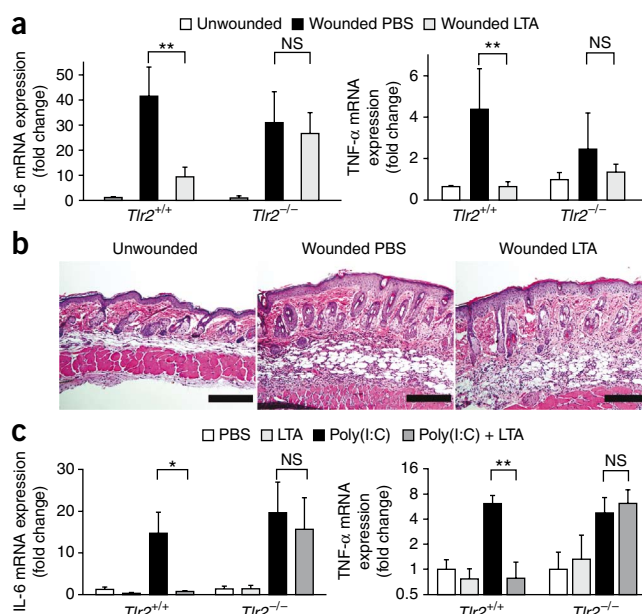 a
Unwounded Wounded PBS Wounded LTA
IL-6 mRNA expression
(fold change)
50
40
30
20
10
0
**
NS
Tlr2+/+ Tlr2−/−
TNF-α mRNA
expression
(fold change)
6
4
2
0
**
NS
Tlr2+/+ Tlr2−/−
b
Unwounded Wounded PBS Wounded LTA
c
PBS LTA Poly(I:C) Poly(I:C) + LTA
IL-6 mRNA expression
(fold change)
30
20
10
0
*
NS
Tlr2+/+ Tlr2−/−
TNF-α mRNA
expression
(fold change)
16
4
2
1
0.5
**
NS
Tlr2+/+ Tlr2−/−